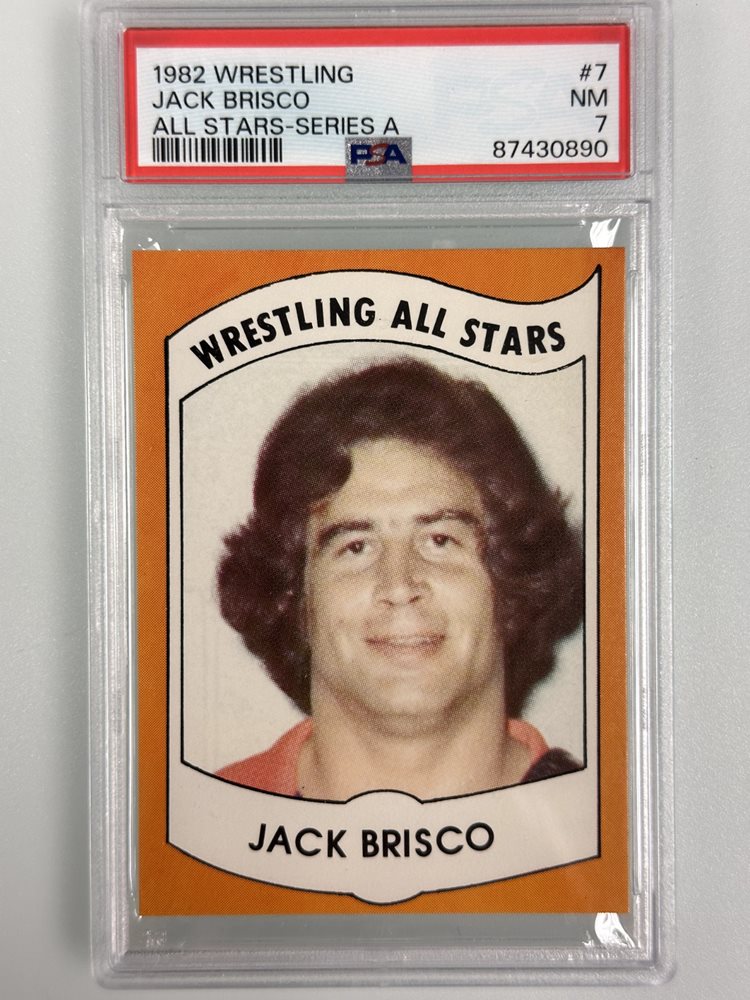 1982 WRESTLING #7
JACK BRISCO NM
ALL STARS-SERIES A 7
PSA 87430890
WRESTLING ALL STARS
JACK BRISCO